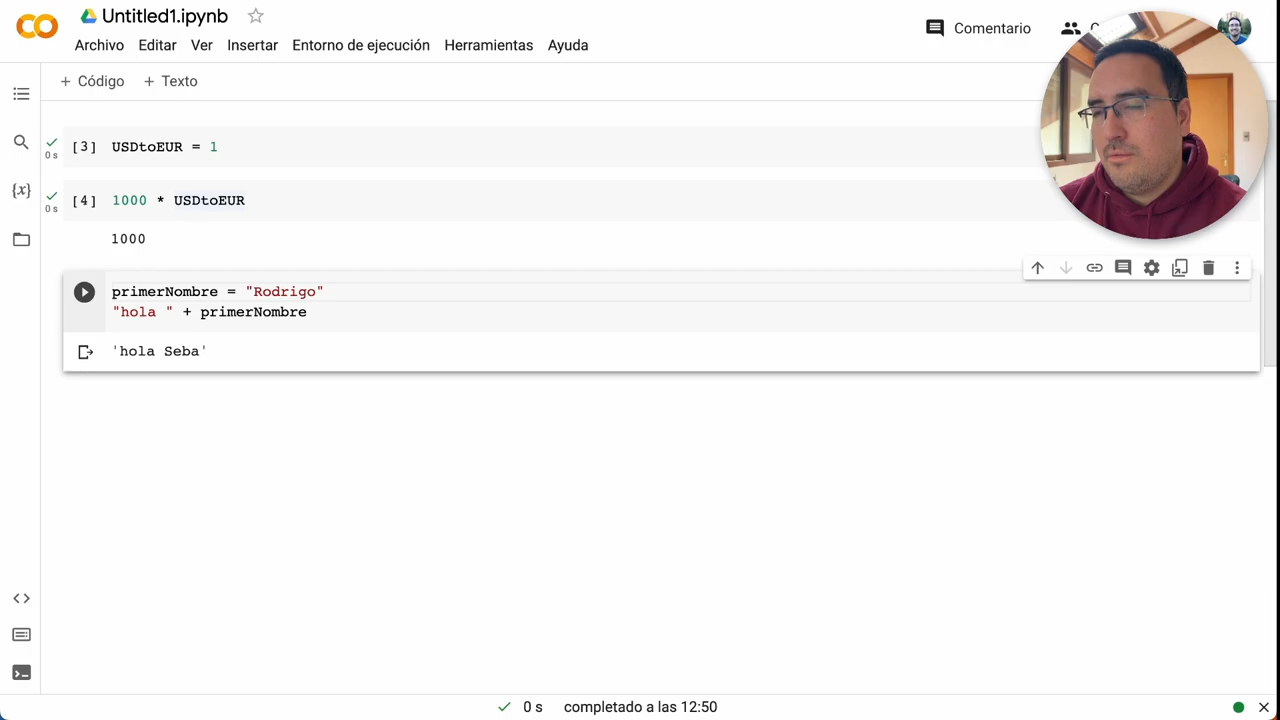 Untitled1.ipynb
Comentario
Archivo Editar Ver Insertar Entorno de ejecución Herramientas Ayuda
+ Código + Texto
[3] USDtoEUR = 1
0 s
[4] 1000 * USDtoEUR
0 s
1000
primerNombre = "Rodrigo"
"hola " + primerNombre
'hola Seba'
0 s completado a las 12:50